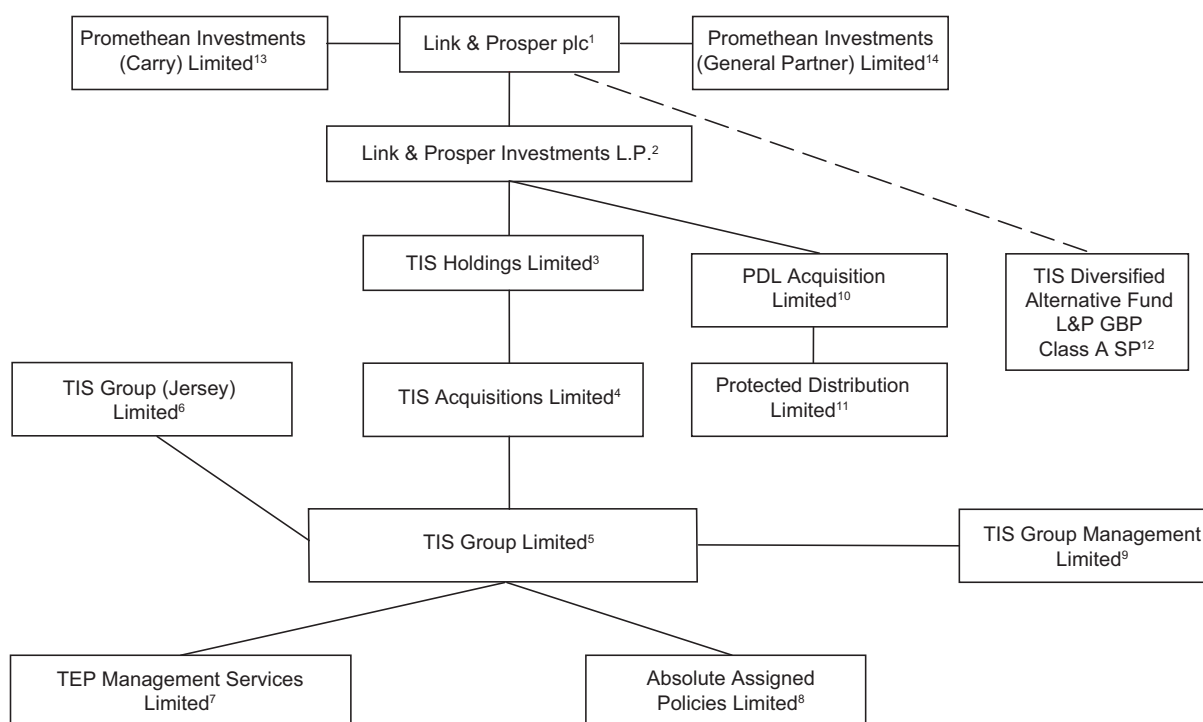 Promethean Investments
(Carry) Limited¹³
Link & Prosper plc¹
Promethean Investments
(General Partner) Limited¹⁴
Link & Prosper Investments L.P.²
TIS Holdings Limited³
PDL Acquisition
Limited¹⁰
TIS Diversified
Alternative Fund
L&P GBP
Class A SP¹²
TIS Group (Jersey)
Limited⁶
TIS Acquisitions Limited⁴
Protected Distribution
Limited¹¹
TIS Group Limited⁵
TIS Group Management
Limited⁹
TEP Management Services
Limited⁷
Absolute Assigned
Policies Limited⁸